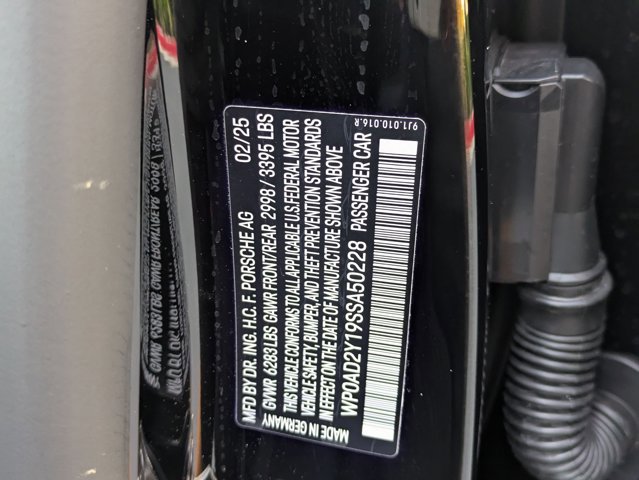 MFD BY DR. ING. H.C. F. PORSCHE AG 02/25
GVWR 6283 LBS GAWR FRONT/REAR 2998 / 3395 LBS
THIS VEHICLE CONFORMS TO ALL APPLICABLE U.S. FEDERAL MOTOR
VEHICLE SAFETY, BUMPER, AND THEFT PREVENTION STANDARDS
IN EFFECT ON THE DATE OF MANUFACTURE SHOWN ABOVE
WP0AD2Y19SSA50228 PASSENGER CAR
MADE IN GERMANY 9J1.010.016.R